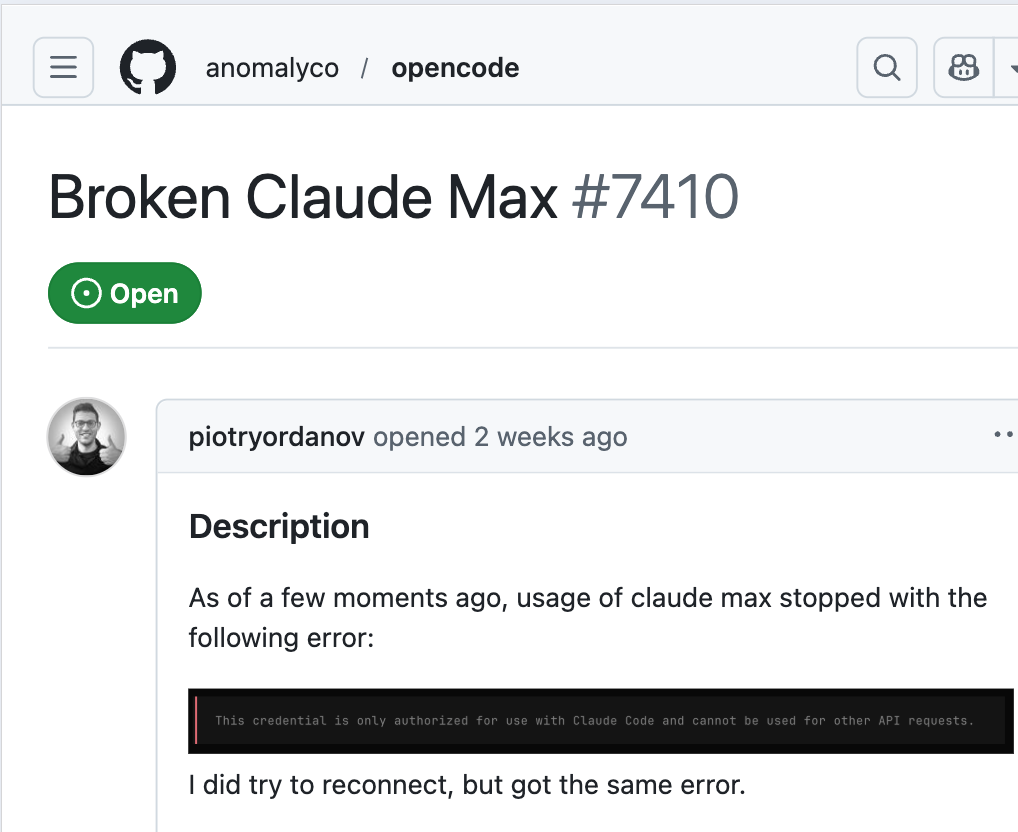 anomalyco / opencode
Broken Claude Max #7410
Open
piotryordanov opened 2 weeks ago
Description
As of a few moments ago, usage of claude max stopped with the
following error:
This credential is only authorized for use with Claude Code and cannot be used for other API requests.
I did try to reconnect, but got the same error.